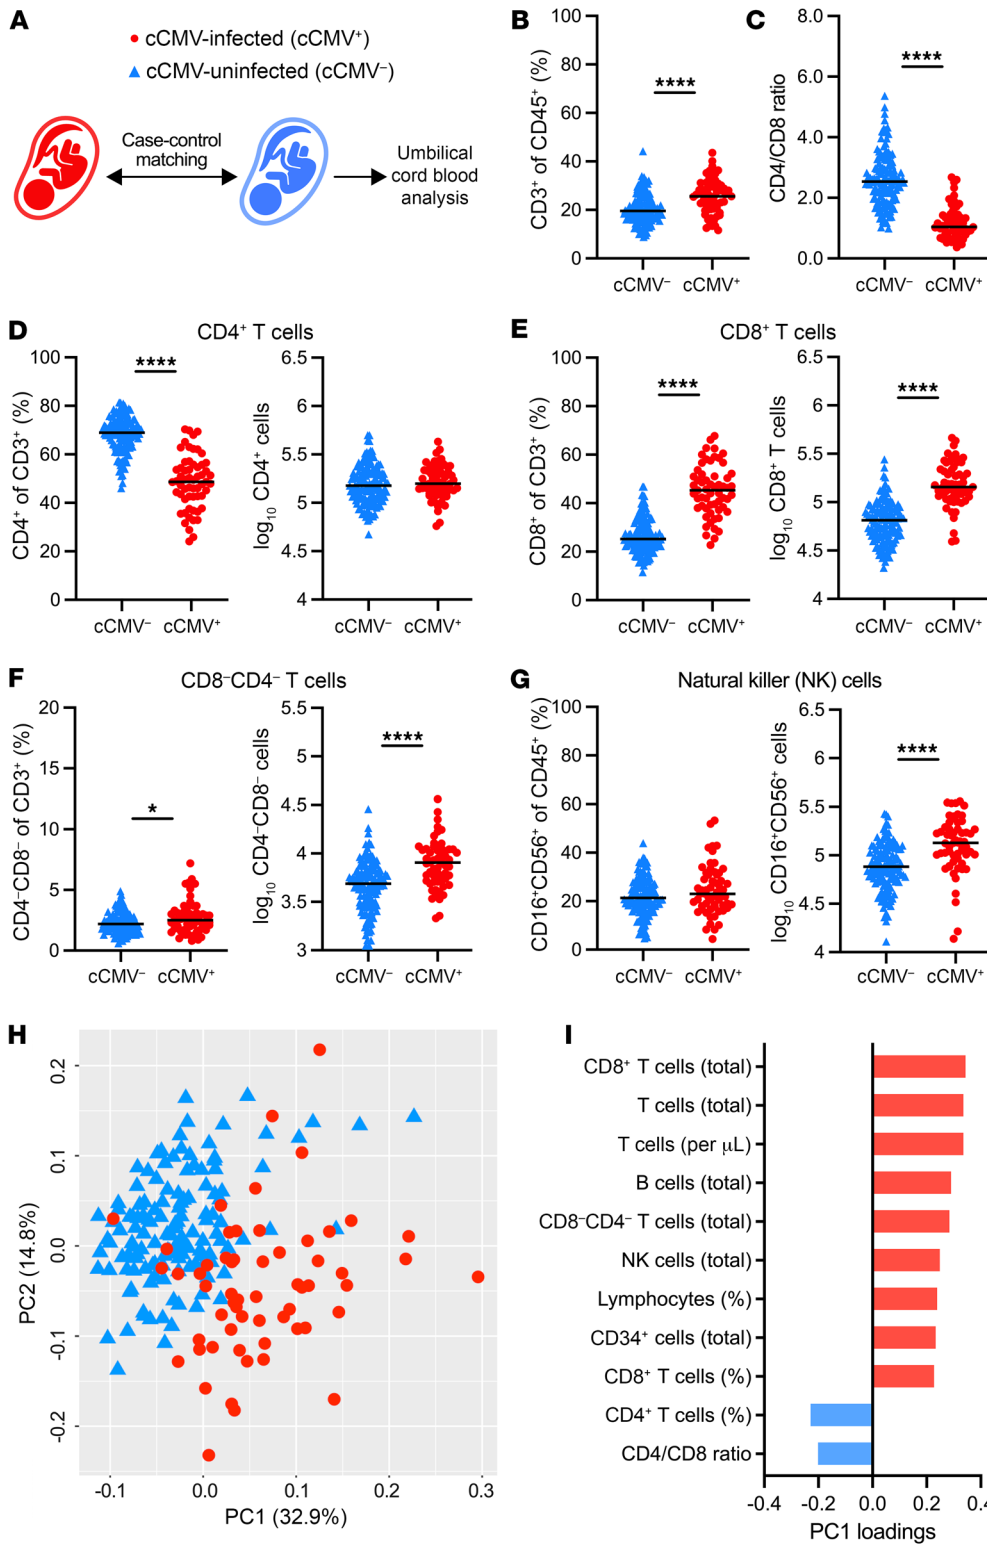 A
cCMV-infected (cCMV⁺)
cCMV-uninfected (cCMV⁻)
Case-control
matching
Umbilical
cord blood
analysis
B
CD3⁺ of CD45⁺ (%)
100
80
60
40
20
0
****
cCMV⁻ cCMV⁺
C
CD4/CD8 ratio
8.0
6.0
4.0
2.0
0.0
****
cCMV⁻ cCMV⁺
D
CD4⁺ T cells
CD4⁺ of CD3⁺ (%)
100
80
60
40
20
0
****
cCMV⁻ cCMV⁺
log₁₀ CD4⁺ cells
6.5
6
5.5
5
4.5
4
cCMV⁻ cCMV⁺
E
CD8⁺ T cells
CD8⁺ of CD3⁺ (%)
100
80
60
40
20
0
****
cCMV⁻ cCMV⁺
log₁₀ CD8⁺ T cells
6.5
6
5.5
5
4.5
4
****
cCMV⁻ cCMV⁺
F
CD8⁻CD4⁻ T cells
CD4⁻CD8⁻ of CD3⁺ (%)
20
15
10
5
0
*
cCMV⁻ cCMV⁺
log₁₀ CD4⁻CD8⁻ cells
5.5
5
4.5
4
3.5
3
****
cCMV⁻ cCMV⁺
G
Natural killer (NK) cells
CD16⁺CD56⁺ of CD45⁺ (%)
100
80
60
40
20
0
cCMV⁻ cCMV⁺
log₁₀ CD16⁺CD56⁺ cells
6.5
6
5.5
5
4.5
4
****
cCMV⁻ cCMV⁺
H
PC2 (14.8%)
0.2
0.1
0.0
-0.1
-0.2
-0.1 0.0 0.1 0.2 0.3
PC1 (32.9%)
I
CD8⁺ T cells (total)
T cells (total)
T cells (per μL)
B cells (total)
CD8⁻CD4⁻ T cells (total)
NK cells (total)
Lymphocytes (%)
CD34⁺ cells (total)
CD8⁺ T cells (%)
CD4⁺ T cells (%)
CD4/CD8 ratio
-0.4 -0.2 0.0 0.2 0.4
PC1 loadings